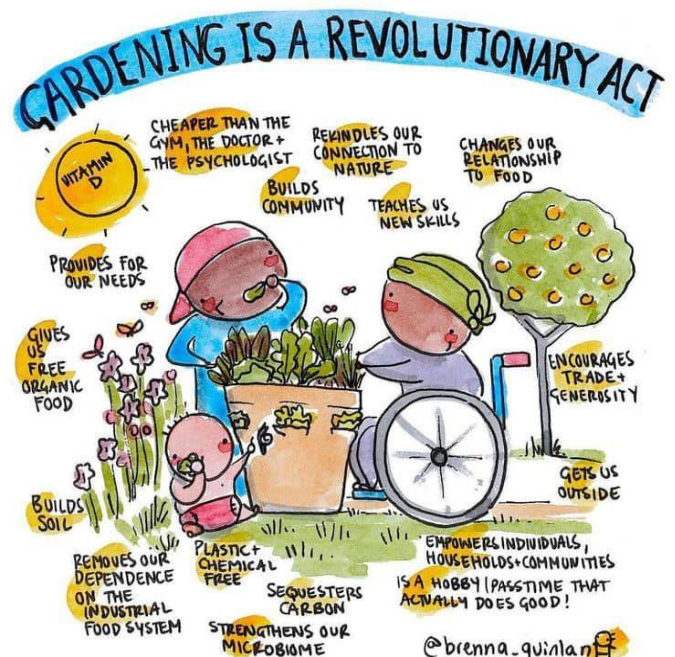 GARDENING IS A REVOLUTIONARY ACT
VITAMIN
D
CHEAPER THAN THE
GYM, THE DOCTOR +
THE PSYCHOLOGIST
REKINDLES OUR
CONNECTION TO
NATURE
CHANGES OUR
RELATIONSHIP
TO FOOD
BUILDS
COMMUNITY
TEACHES US
NEW SKILLS
PROVIDES FOR
OUR NEEDS
GIVES
US
FREE
ORGANIC
FOOD
ENCOURAGES
TRADE +
GENEROSITY
BUILDS
SOIL
GETS US
OUTSIDE
REMOVES OUR
DEPENDENCE
ON THE
INDUSTRIAL
FOOD SYSTEM
PLASTIC +
CHEMICAL
FREE
SEQUESTERS
CARBON
STRENGTHENS OUR
MICROBIOME
EMPOWERS INDIVIDUALS,
HOUSEHOLDS + COMMUNITIES
IS A HOBBY | PASSTIME THAT
ACTUALLY DOES GOOD!
@brenna_quinlan